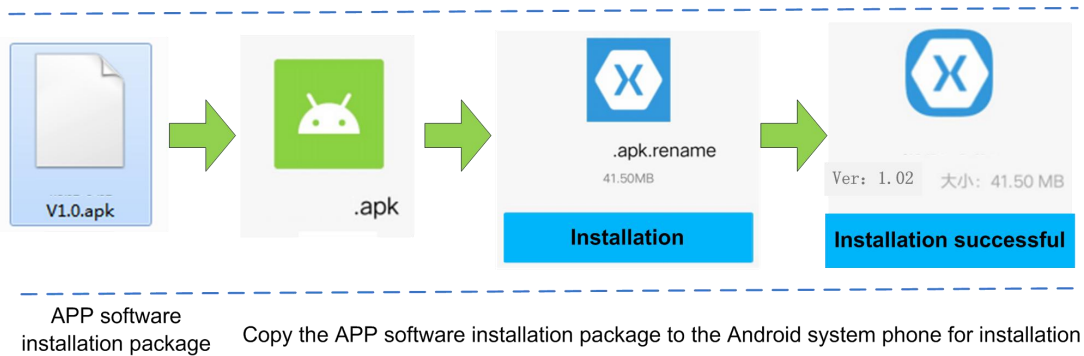 V1.0.apk
.apk
.apk.rename
41.50MB
Installation
Ver: 1.02
大小: 41.50 MB
Installation successful
APP software
installation package
Copy the APP software installation package to the Android system phone for installation